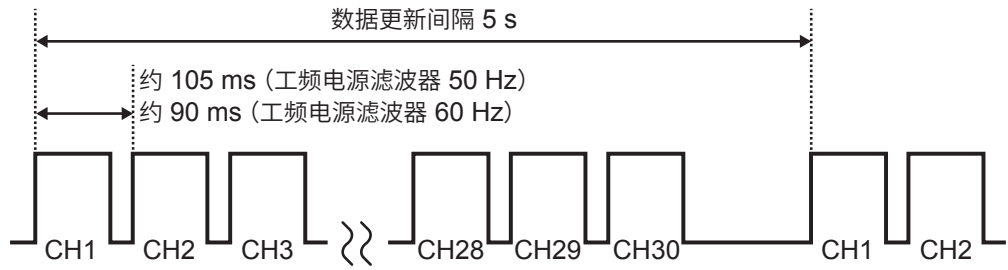 数据更新间隔 5 s
约 105 ms（工频电源滤波器 50 Hz）
约 90 ms（工频电源滤波器 60 Hz）
CH1 CH2 CH3 CH28 CH29 CH30 CH1 CH2